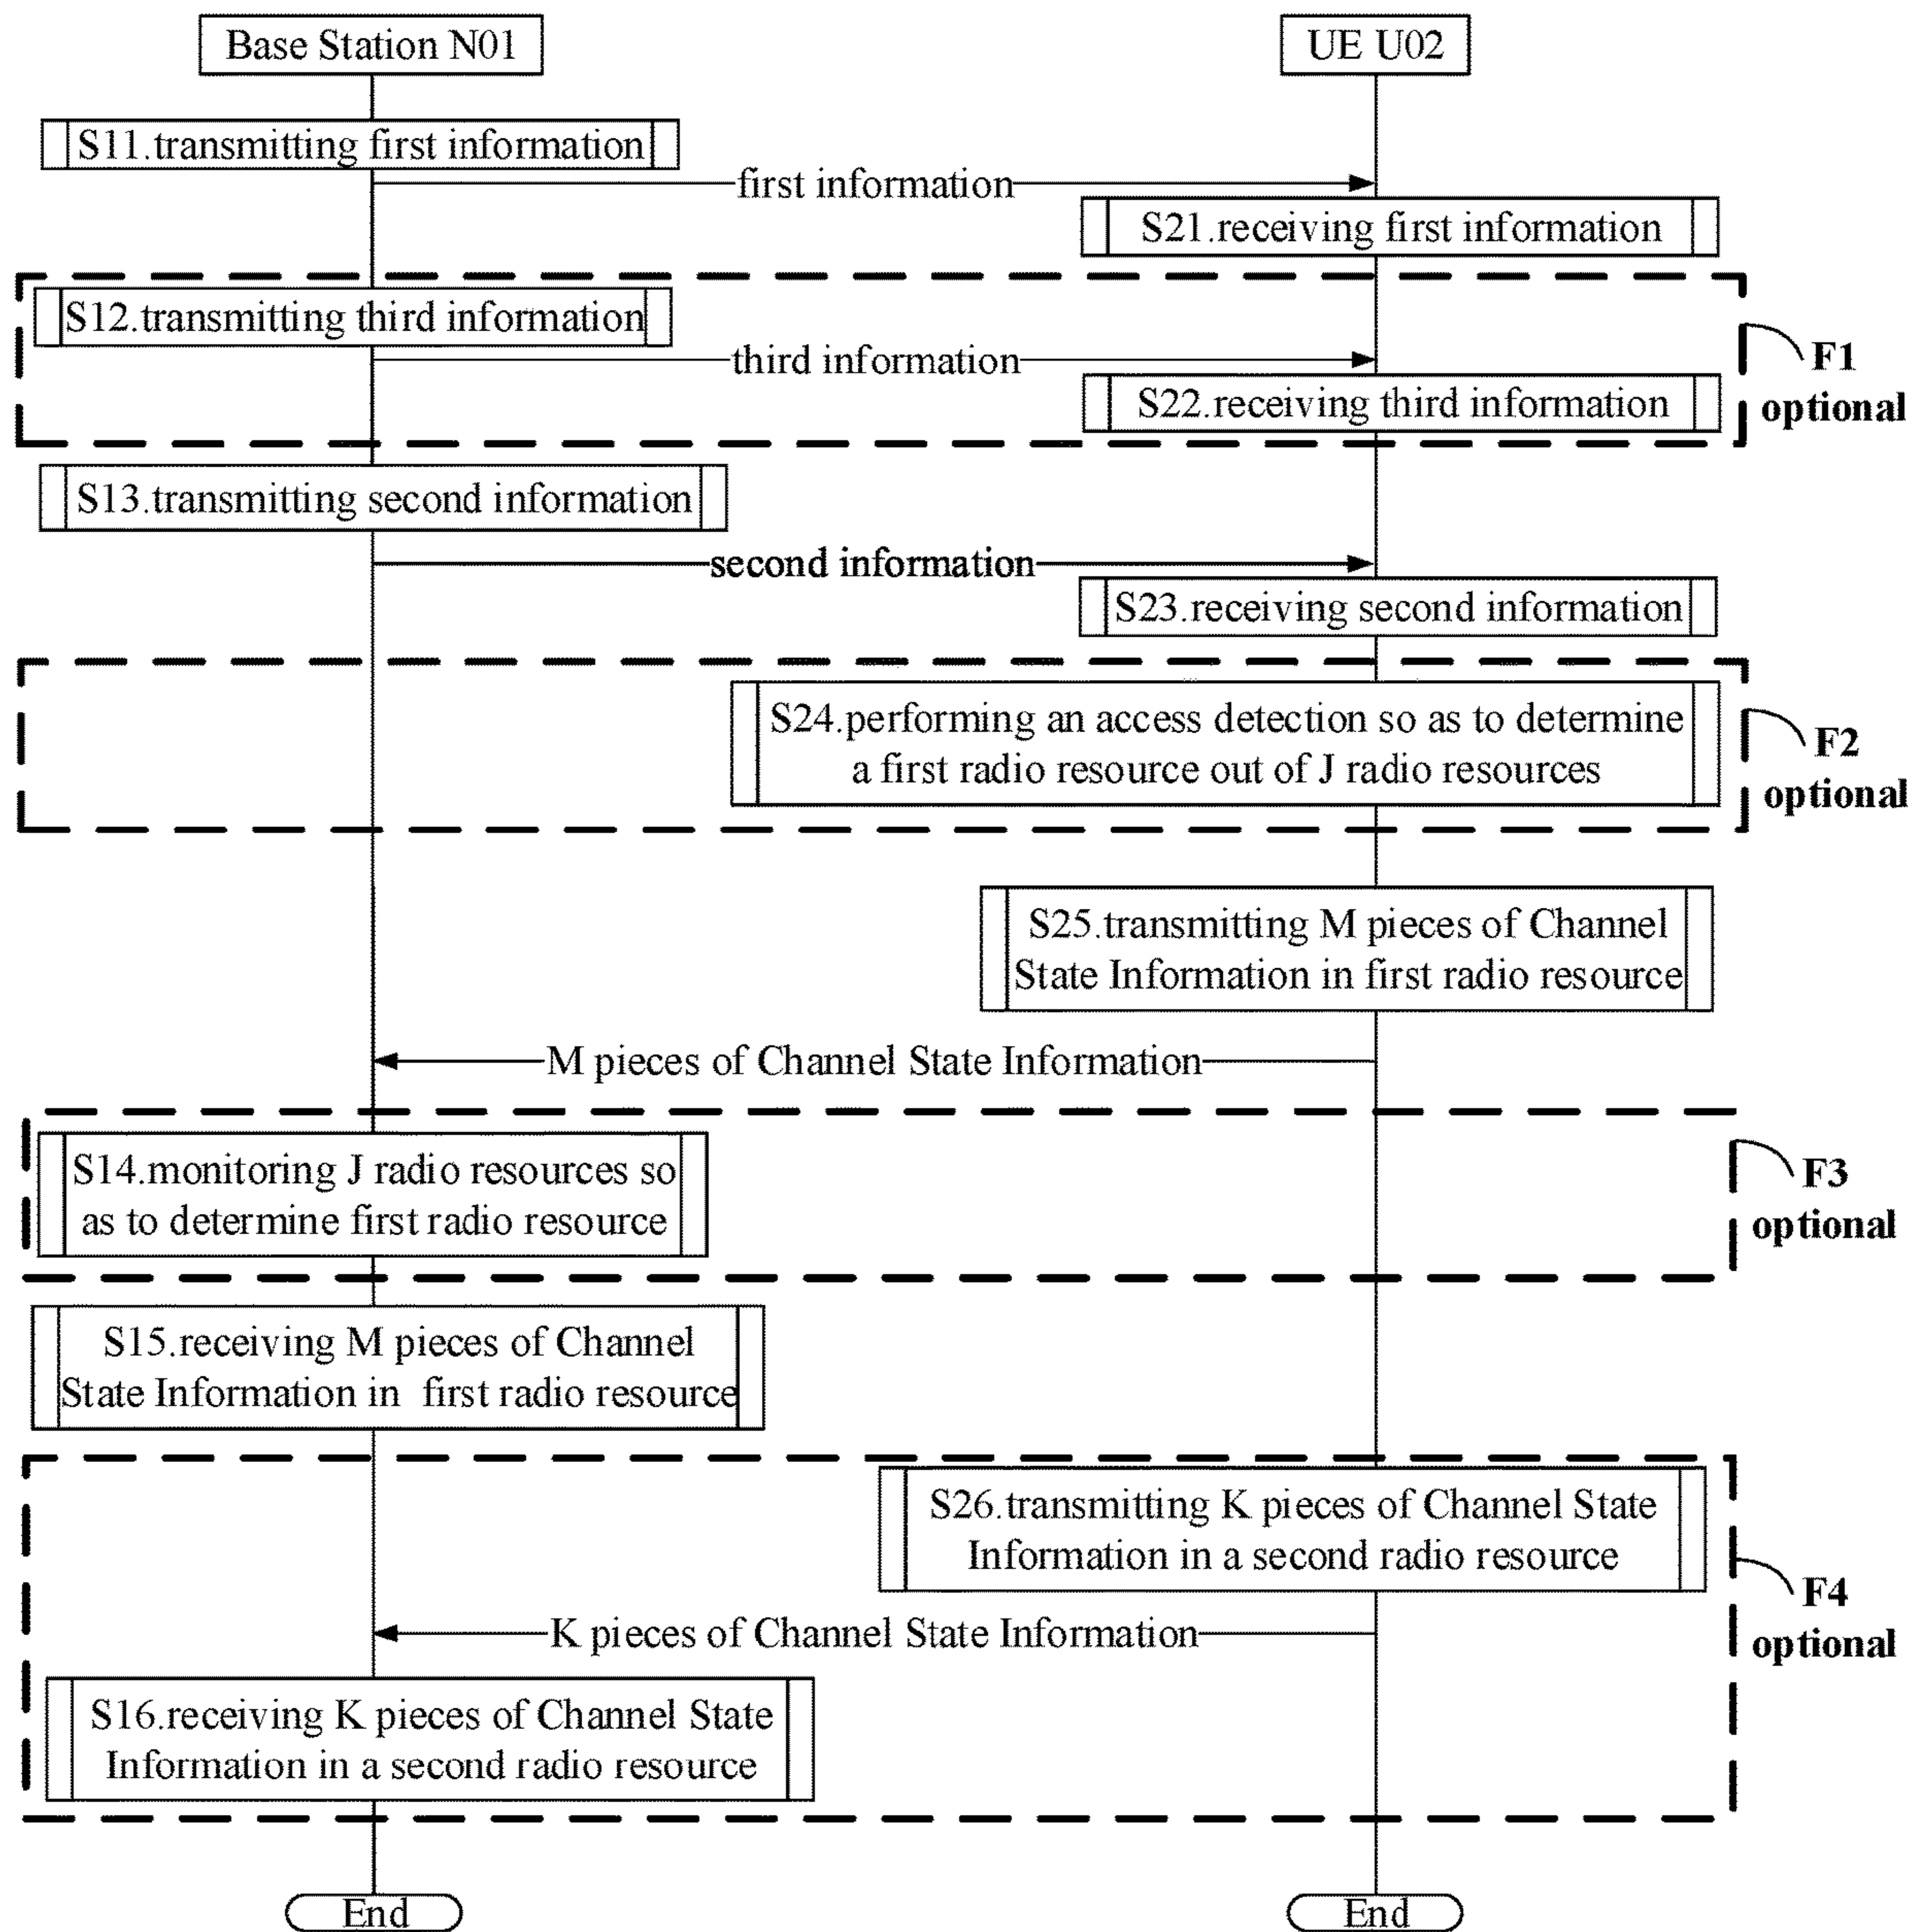 Base Station N01
UE U02
S11.transmitting first information
first information
S21.receiving first information
S12.transmitting third information
third information
S22.receiving third information
F1
optional
S13.transmitting second information
second information
S23.receiving second information
S24.performing an access detection so as to determine
a first radio resource out of J radio resources
F2
optional
S25.transmitting M pieces of Channel
State Information in first radio resource
M pieces of Channel State Information
S14.monitoring J radio resources so
as to determine first radio resource
F3
optional
S15.receiving M pieces of Channel
State Information in first radio resource
S26.transmitting K pieces of Channel State
Information in a second radio resource
F4
optional
K pieces of Channel State Information
S16.receiving K pieces of Channel State
Information in a second radio resource
End
End